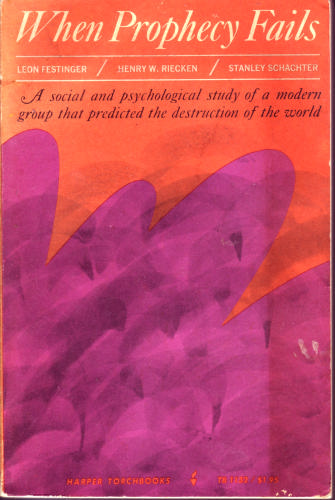 When Prophecy Fails
LEON FESTINGER / HENRY W. RIECKEN / STANLEY SCHACHTER
A social and psychological study of a modern
group that predicted the destruction of the world
HARPER TORCHBOOKS TB 1132 $1.95